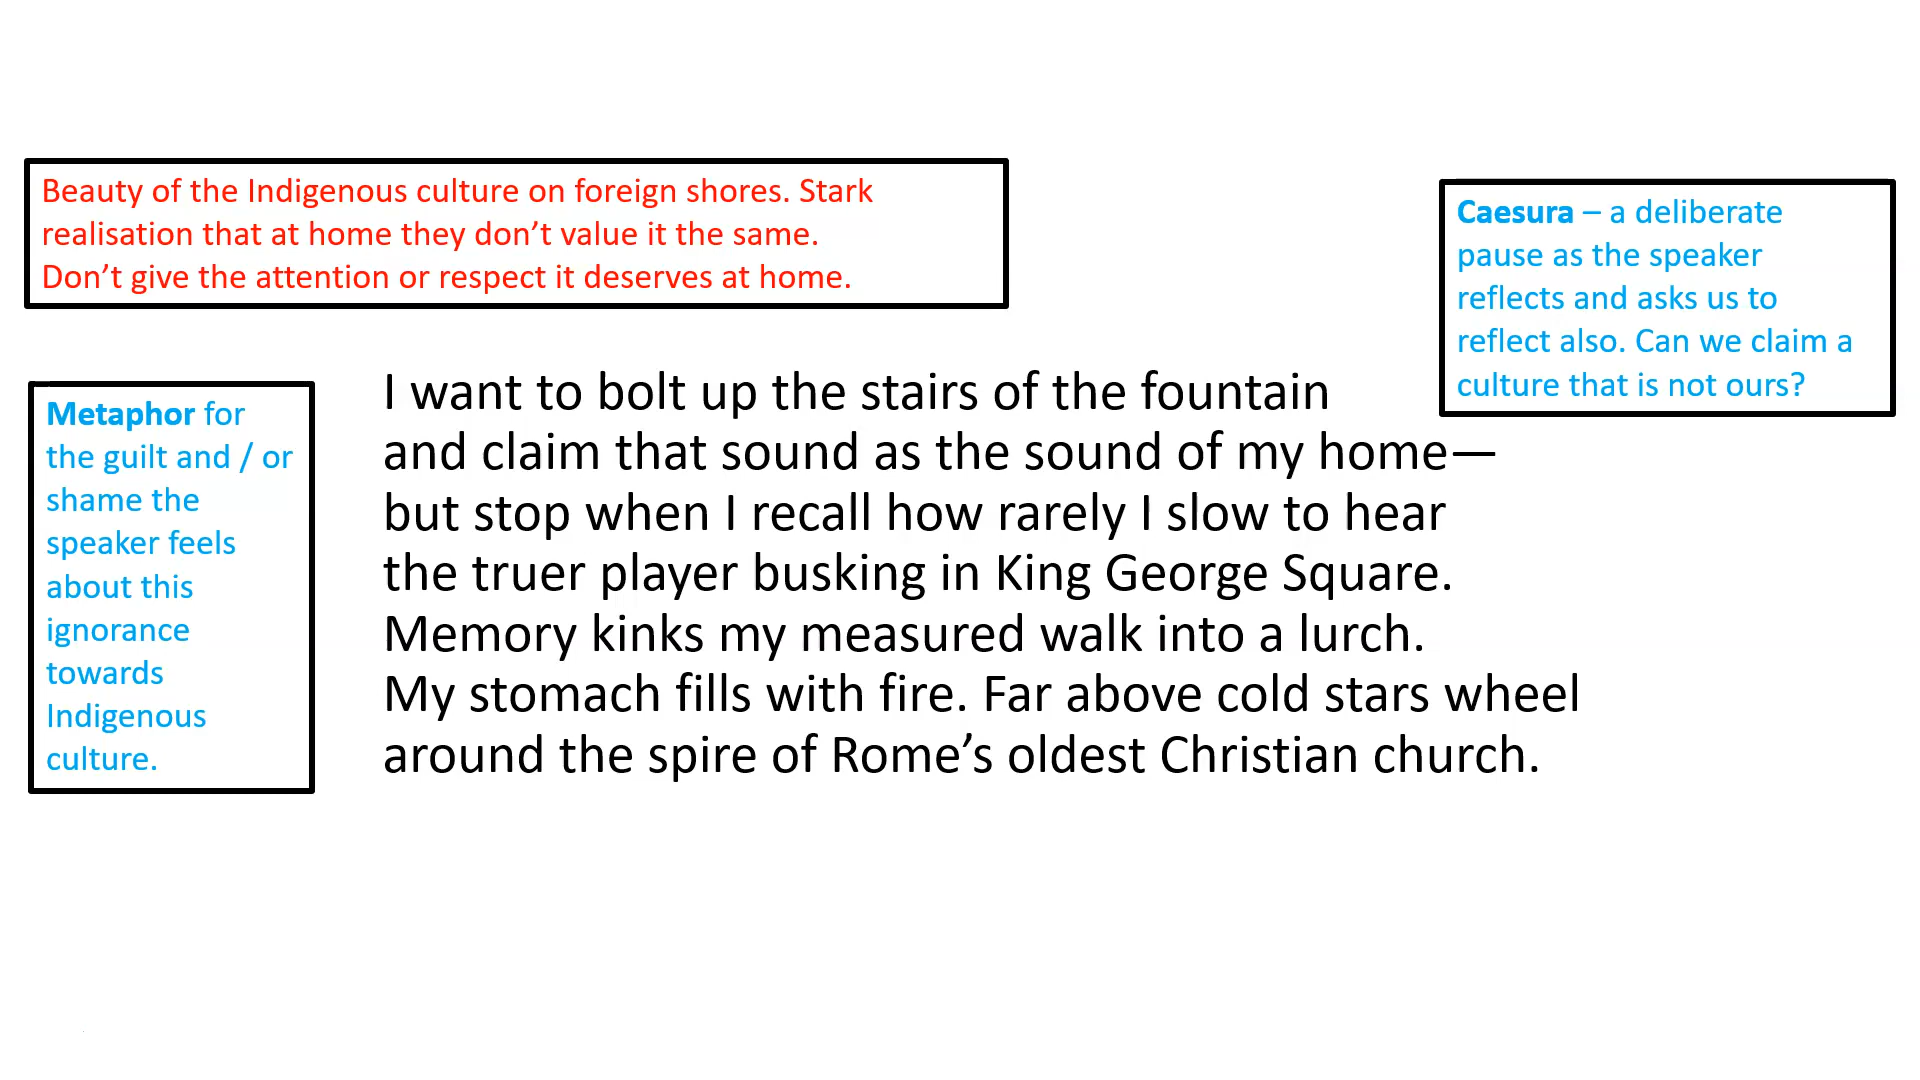 Beauty of the Indigenous culture on foreign shores. Stark
realisation that at home they don’t value it the same.
Don’t give the attention or respect it deserves at home.
Caesura – a deliberate
pause as the speaker
reflects and asks us to
reflect also. Can we claim a
culture that is not ours?
Metaphor for
the guilt and / or
shame the
speaker feels
about this
ignorance
towards
Indigenous
culture.
I want to bolt up the stairs of the fountain
and claim that sound as the sound of my home—
but stop when I recall how rarely I slow to hear
the truer player busking in King George Square.
Memory kinks my measured walk into a lurch.
My stomach fills with fire. Far above cold stars wheel
around the spire of Rome’s oldest Christian church.